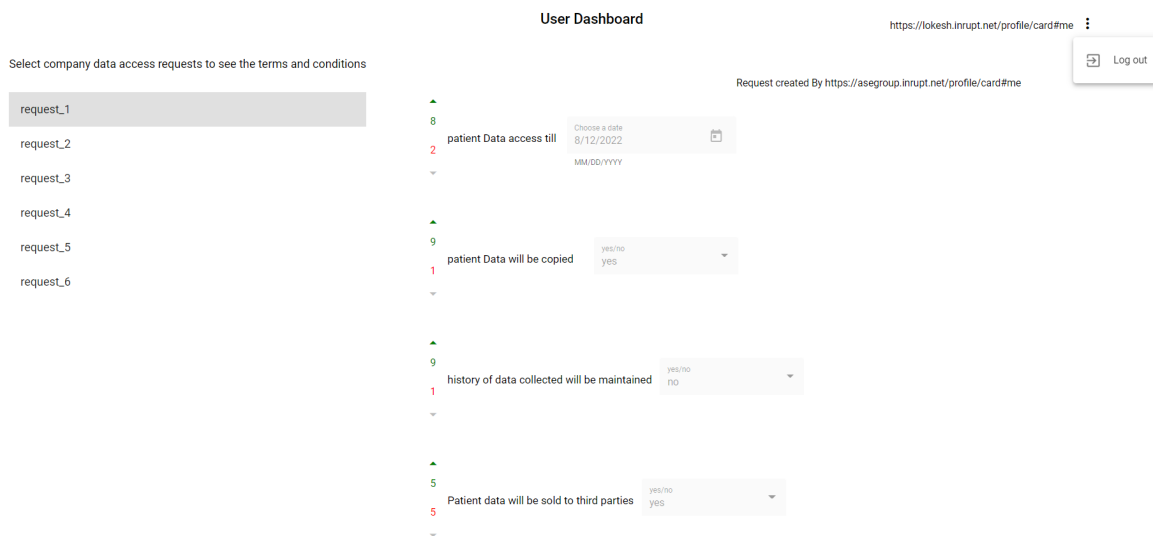 User Dashboard
https://lokesh.inrupt.net/profile/card#me
Log out
Select company data access requests to see the terms and conditions
Request created By https://asegroup.inrupt.net/profile/card#me
request_1
request_2
request_3
request_4
request_5
request_6
8
2
patient Data access till
Choose a date
8/12/2022
MM/DD/YYYY
9
1
patient Data will be copied
yes/no
yes
9
1
history of data collected will be maintained
yes/no
no
5
5
Patient data will be sold to third parties
yes/no
yes